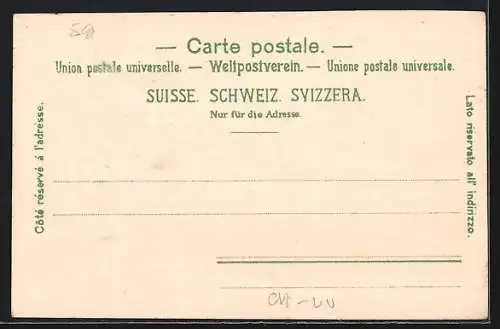 — Carte postale. —
Union postale universelle. — Weltpostverein. — Unione postale universale.
SUISSE. SCHWEIZ. SVIZZERA.
Nur für die Adresse.
Côté réservé á l'adresse.
Lato riservato all' indirizzo.